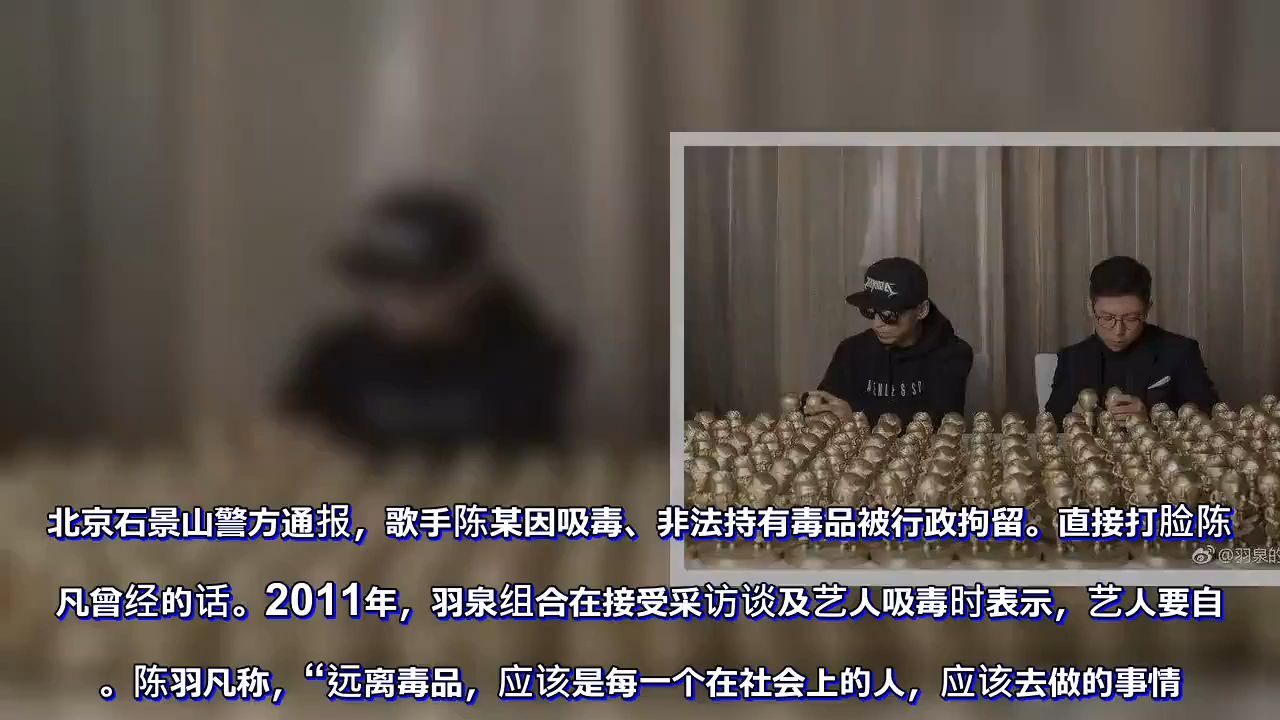 北京石景山警方通报，歌手陈某因吸毒、非法持有毒品被行政拘留。直接打脸陈
凡曾经的话。2011年，羽泉组合在接受采访谈及艺人吸毒时表示，艺人要自
。陈羽凡称，“远离毒品，应该是每一个在社会上的人，应该去做的事情
@羽泉的